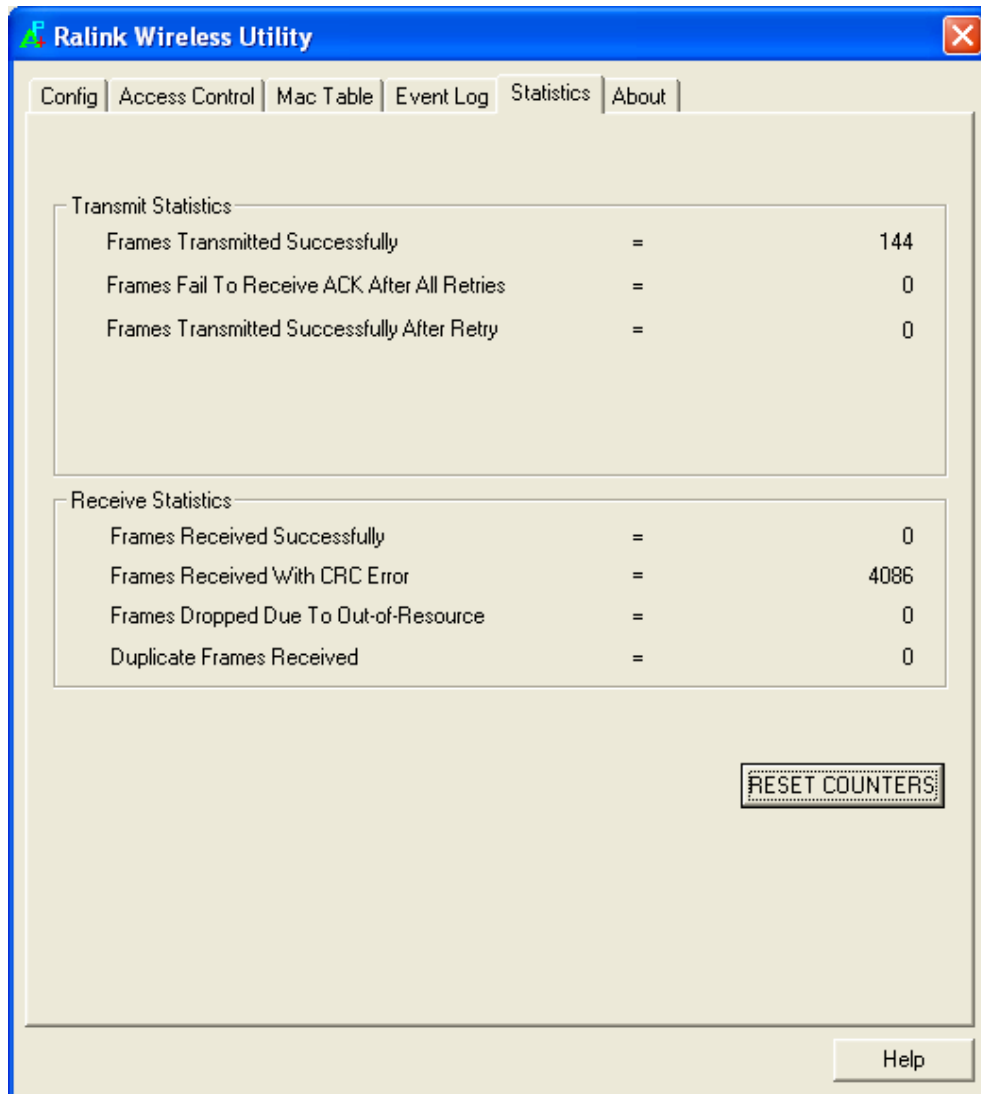 Ralink Wireless Utility
Config Access Control Mac Table Event Log Statistics About
Transmit Statistics
Frames Transmitted Successfully = 144
Frames Fail To Receive ACK After All Retries = 0
Frames Transmitted Successfully After Retry = 0
Receive Statistics
Frames Received Successfully = 0
Frames Received With CRC Error = 4086
Frames Dropped Due To Out-of-Resource = 0
Duplicate Frames Received = 0
RESET COUNTERS
Help